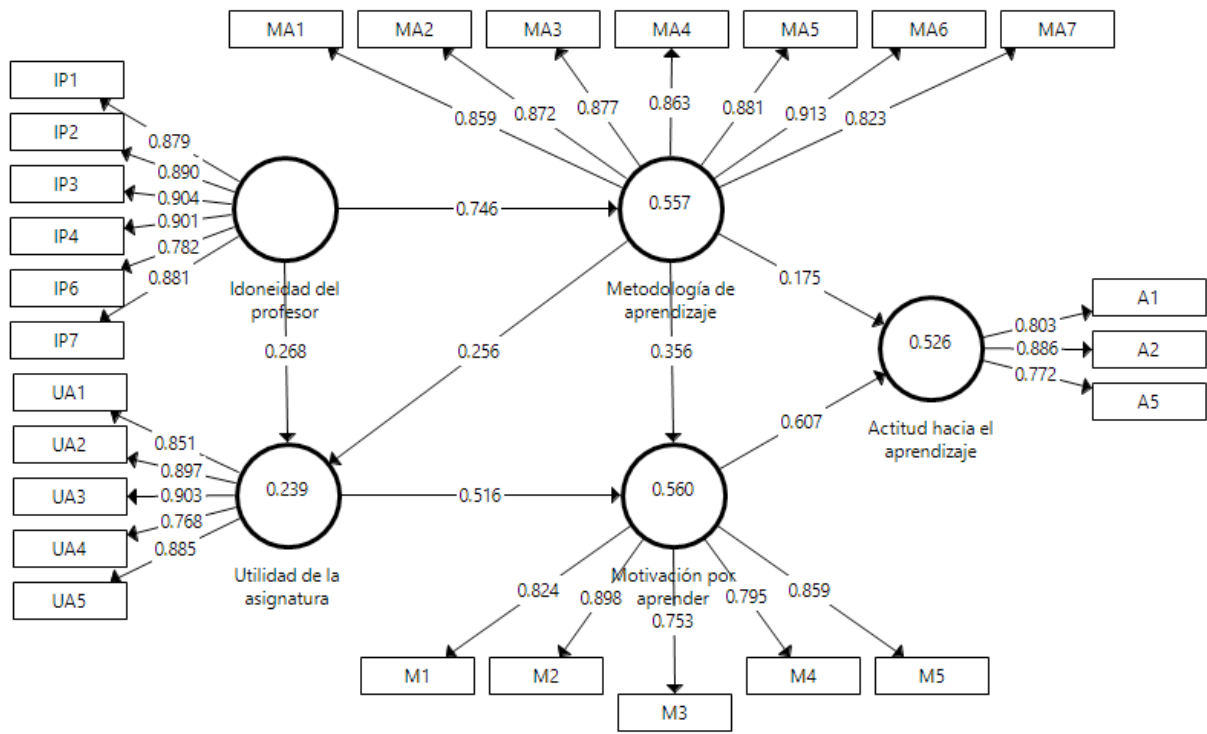 MA1 MA2 MA3 MA4 MA5 MA6 MA7
0.859 0.872 0.877 0.863 0.881 0.913 0.823
IP1
IP2
IP3
IP4
IP6
IP7
0.879
0.890
0.904
0.901
0.782
0.881
0.746
0.557
Idoneidad del
profesor
Metodología de
aprendizaje
0.175
0.268
0.256
0.356
0.526
Actitud hacia el
aprendizaje
0.803
0.886
0.772
A1
A2
A5
0.607
UA1
UA2
UA3
UA4
UA5
0.851
0.897
0.903
0.768
0.885
0.239
0.516
0.560
Utilidad de la
asignatura
Motivación por
aprender
0.824 0.898 0.753 0.795 0.859
M1 M2 M3 M4 M5